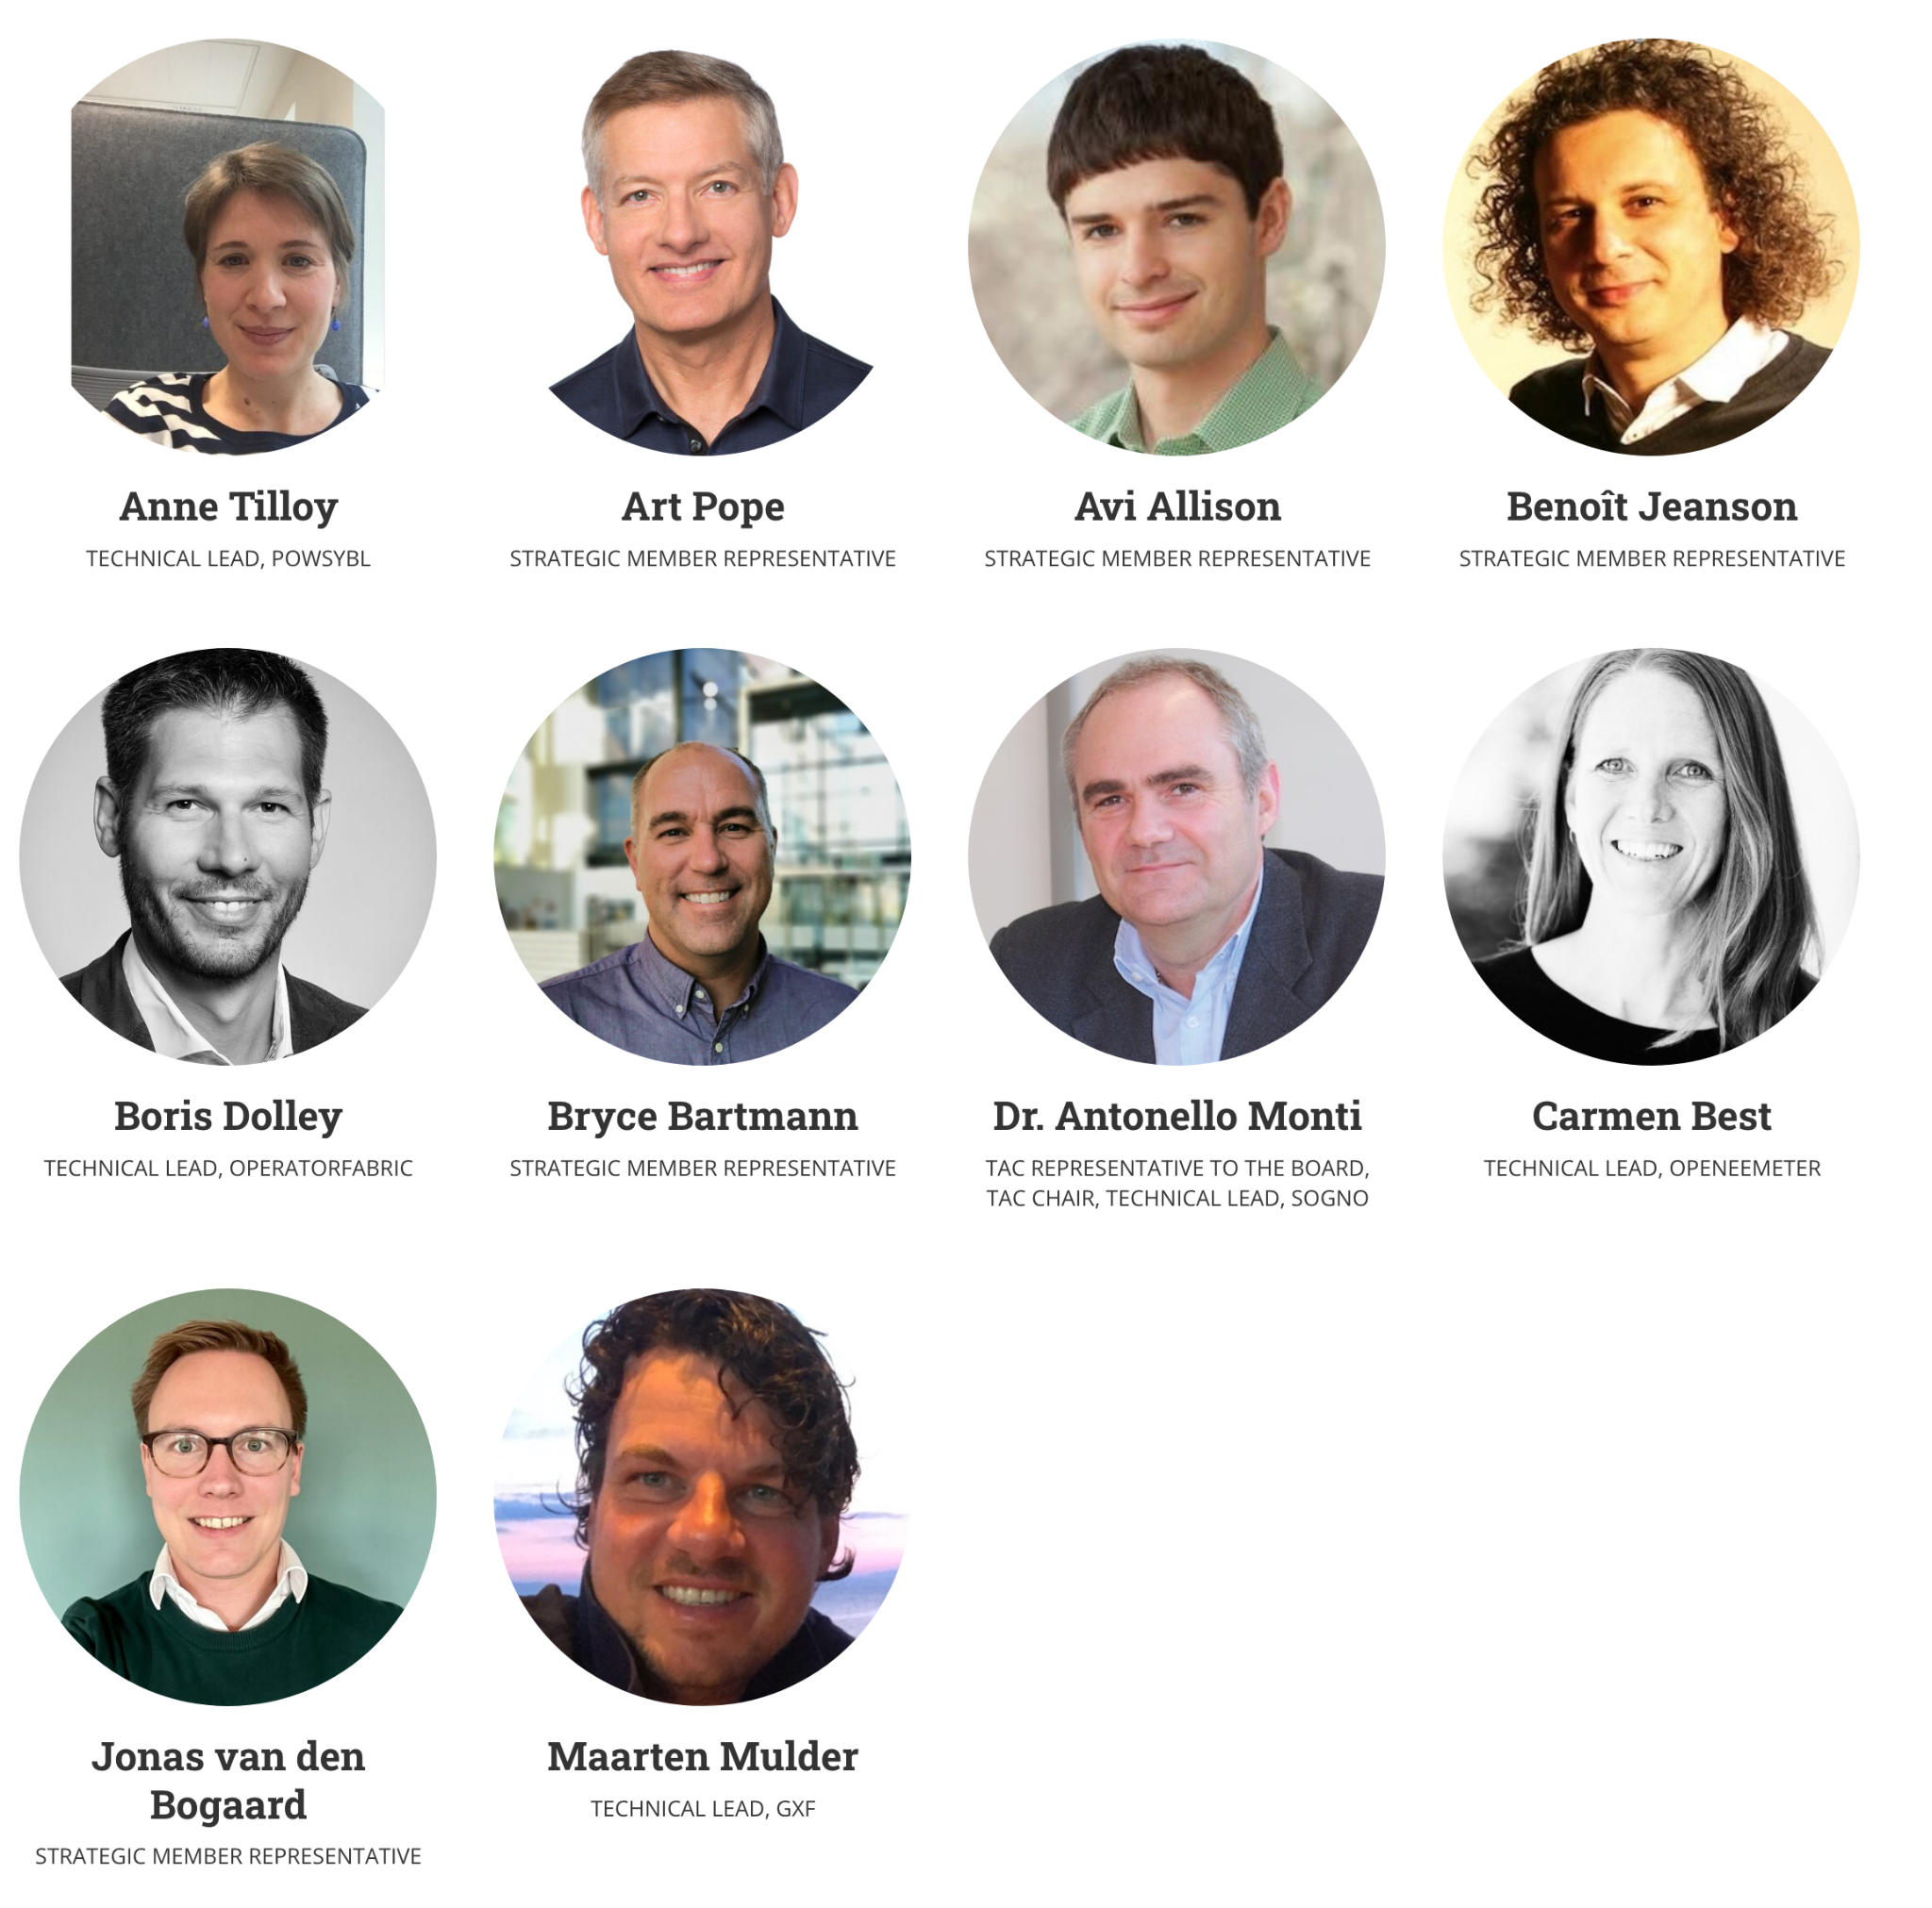 Anne Tilloy
TECHNICAL LEAD, POWSYBL
Art Pope
STRATEGIC MEMBER REPRESENTATIVE
Avi Allison
STRATEGIC MEMBER REPRESENTATIVE
Benoît Jeanson
STRATEGIC MEMBER REPRESENTATIVE
Boris Dolley
TECHNICAL LEAD, OPERATORFABRIC
Bryce Bartmann
STRATEGIC MEMBER REPRESENTATIVE
Dr. Antonello Monti
TAC REPRESENTATIVE TO THE BOARD,
TAC CHAIR, TECHNICAL LEAD, SOGNO
Carmen Best
TECHNICAL LEAD, OPENEEMETER
Jonas van den
Bogaard
STRATEGIC MEMBER REPRESENTATIVE
Maarten Mulder
TECHNICAL LEAD, GXF